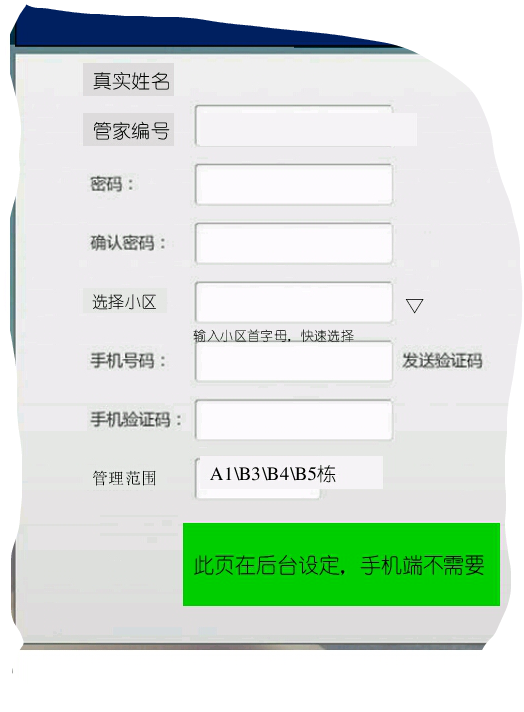 真实姓名
管家编号
密码：
确认密码：
选择小区
输入小区首字母，快速选择
手机号码： 发送验证码
手机验证码：
管理范围 A1\B3\B4\B5栋
此页在后台设定，手机端不需要